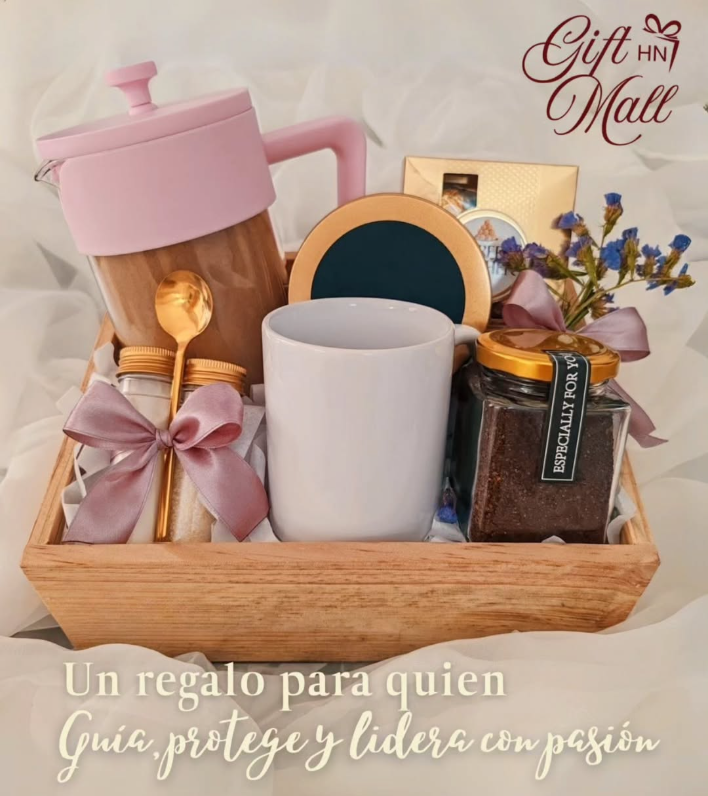 Gift HN
Mall
ESPECIALLY FOR YOU
Un regalo para quien
Guía, protege y lidera con pasión